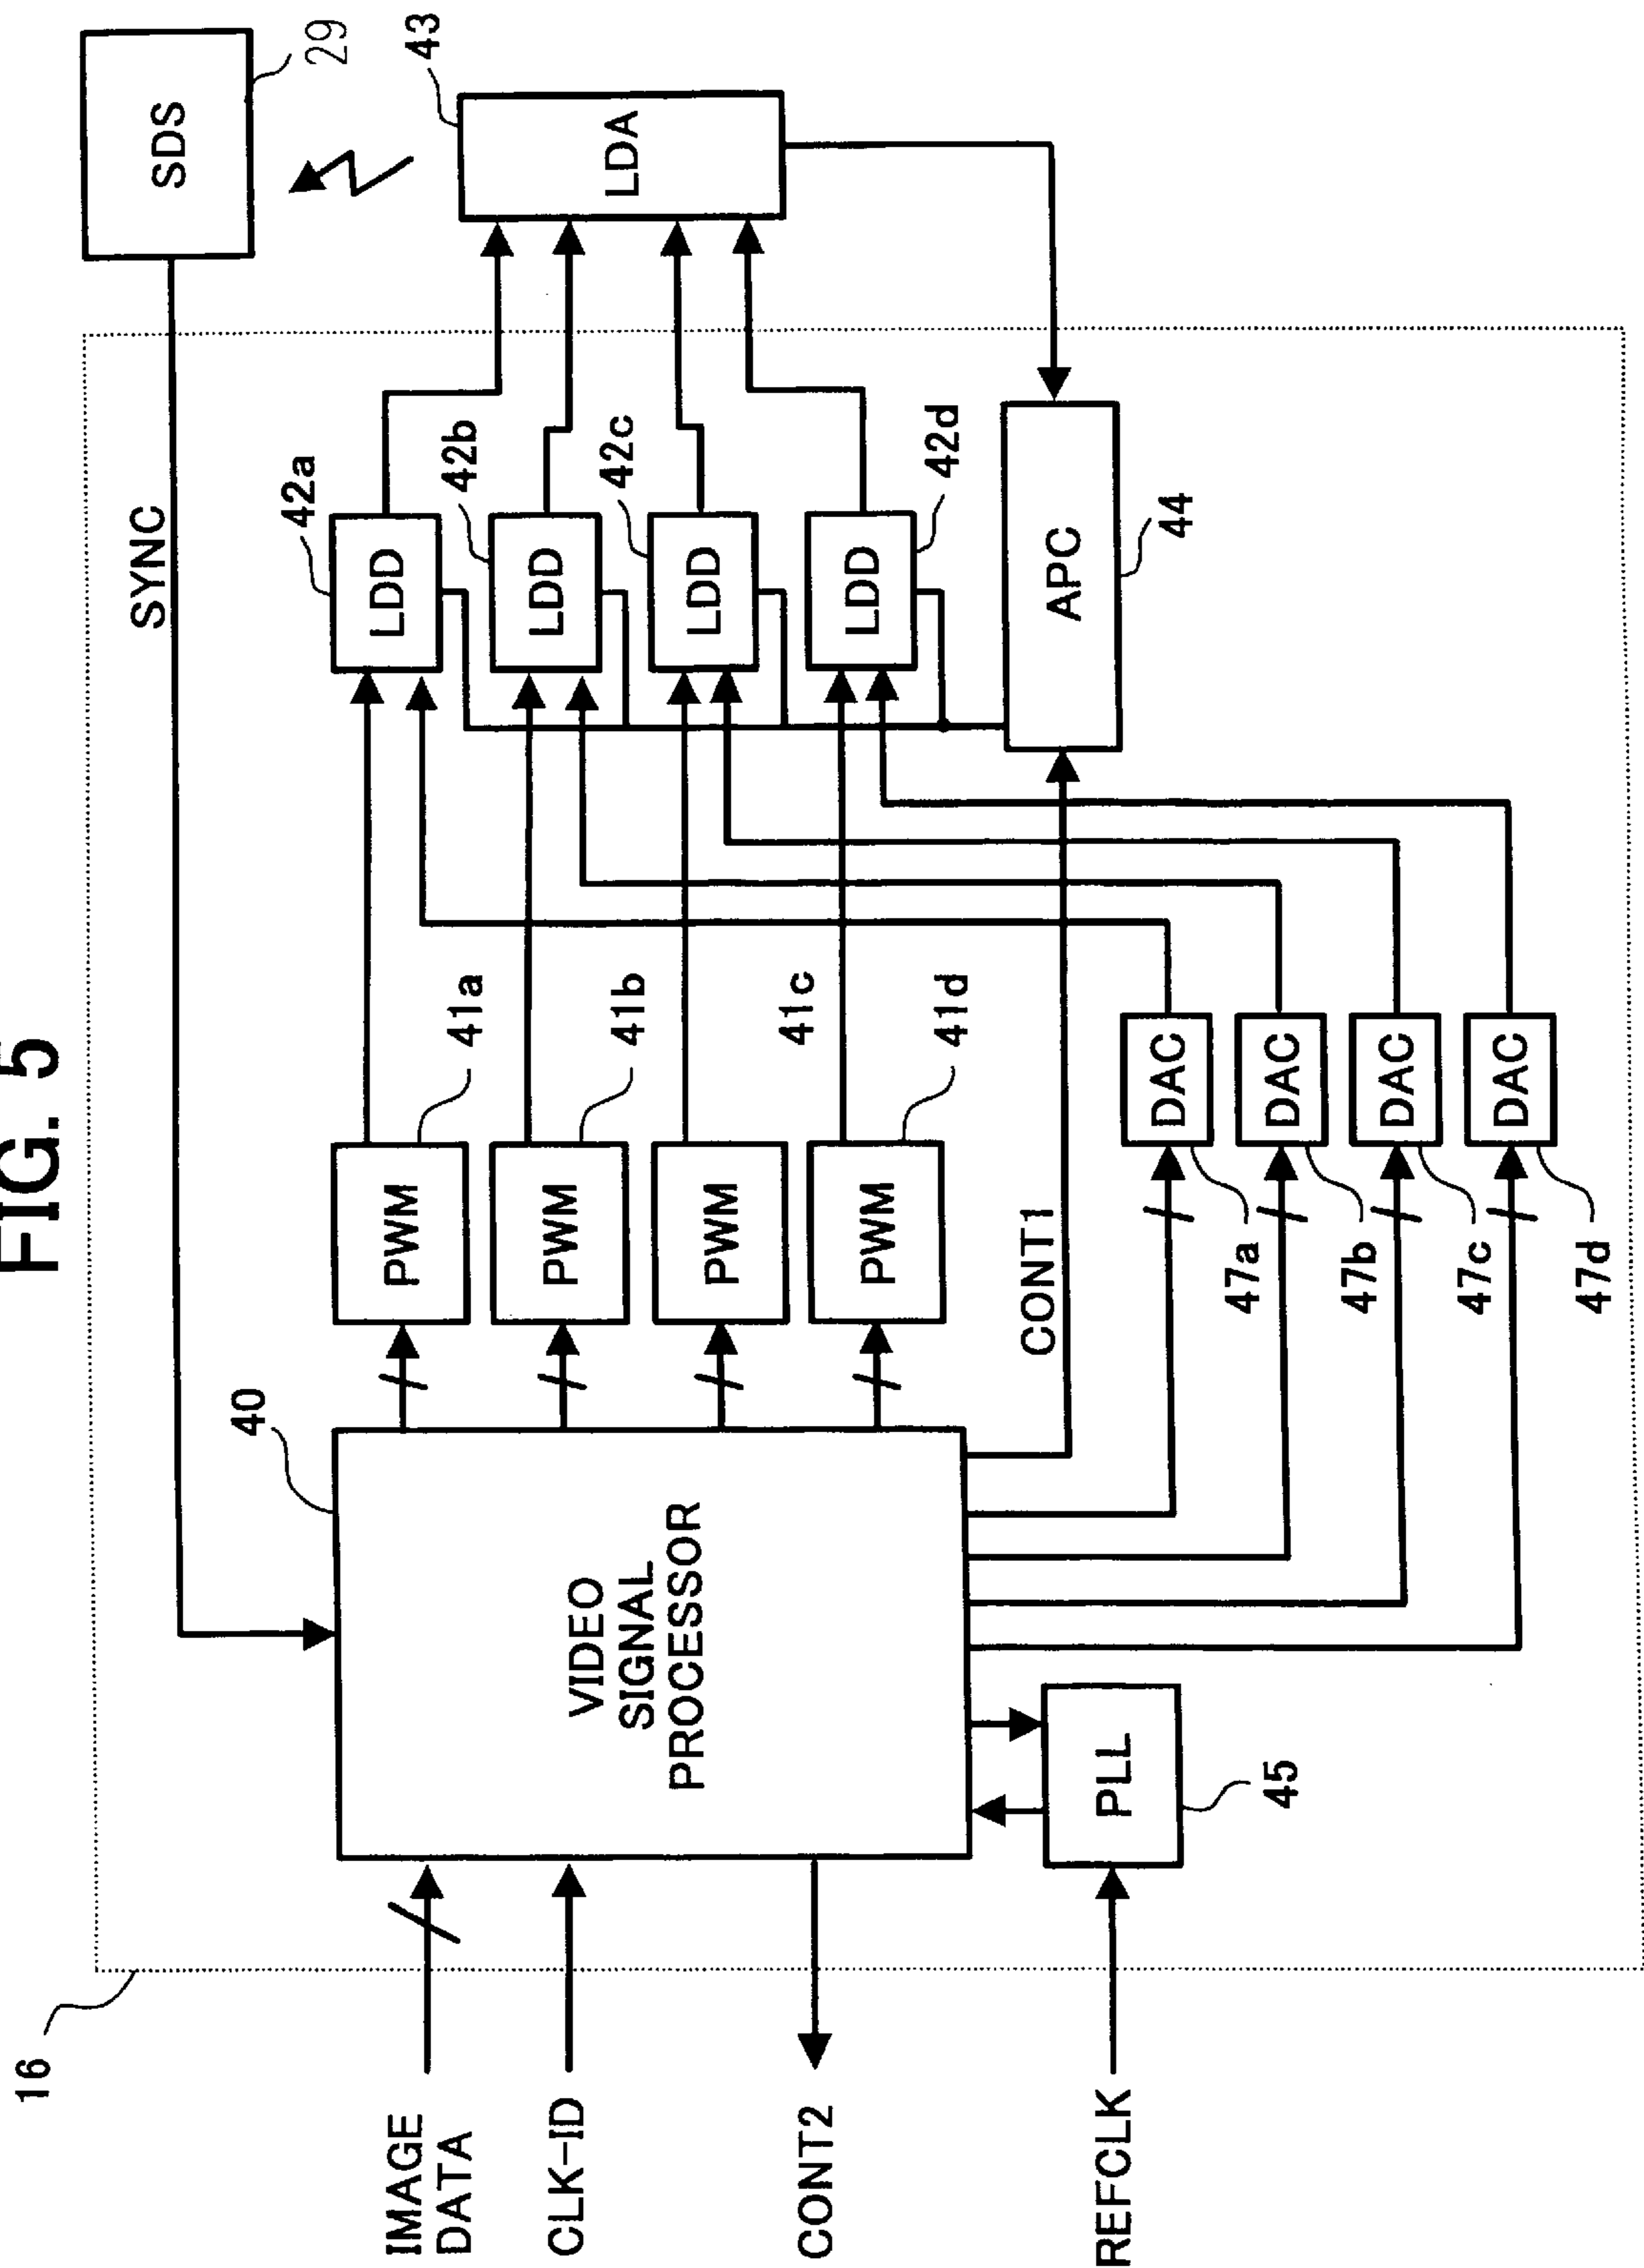 FIG. 5
16
IMAGE
DATA
CLK-ID
CONT2
REFCLK
SYNC
SDS
29
40
VIDEO
SIGNAL
PROCESSOR
PLL
45
PWM
41a
PWM
41b
PWM
41c
PWM
41d
CONT1
DAC
47a
DAC
47b
DAC
47c
DAC
47d
LDD
42a
LDD
42b
LDD
42c
LDD
42d
APC
44
LDA
43